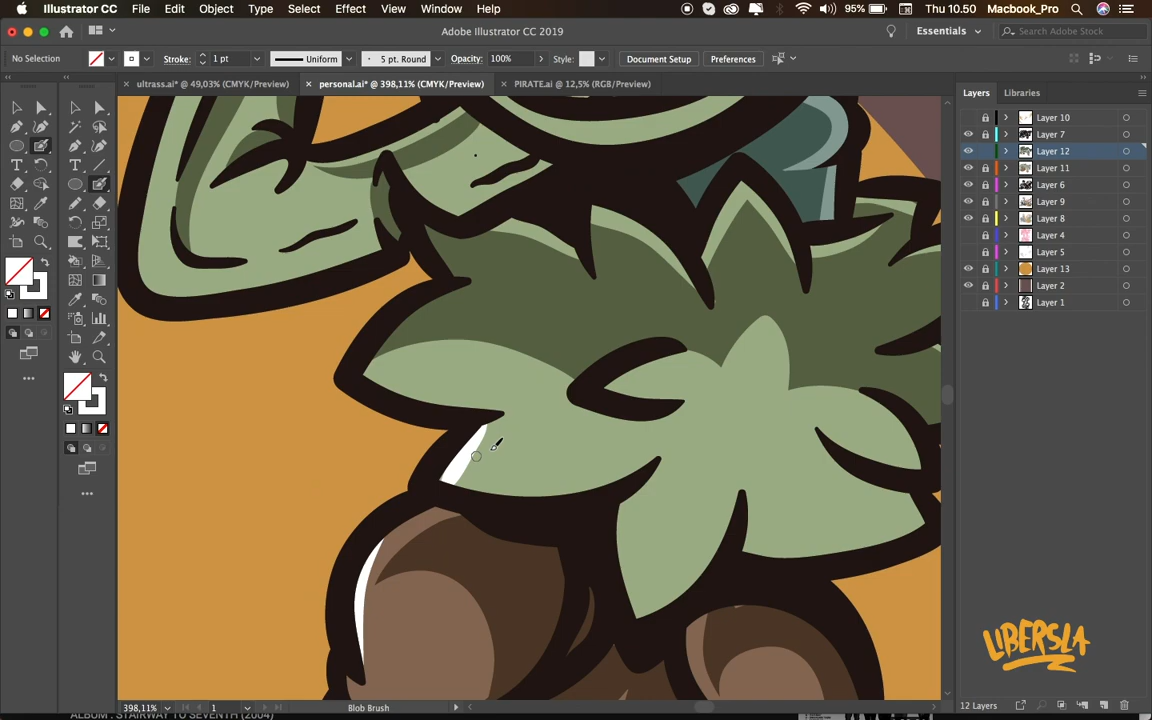 Illustrator CC File Edit Object Type Select Effect View Window Help 95% Thu 10.50 Macbook_Pro
Adobe Illustrator CC 2019 Essentials Search Adobe Stock
No Selection Stroke: 1 pt Uniform 5 pt. Round Opacity: 100% Style: Document Setup Preferences
× ultrass.ai* @ 49,03% (CMYK/Preview) × personal.ai* @ 398,11% (CMYK/Preview) × PIRATE.ai @ 12,5% (RGB/Preview)
Layers Libraries
Layer 10
Layer 7
Layer 12
Layer 11
Layer 6
Layer 9
Layer 8
Layer 4
Layer 5
Layer 13
Layer 2
Layer 1
LIBERSLA
398,11% 1 Blob Brush 12 Layers
ALBUM : STAIRWAY TO SEVENTH (2004)